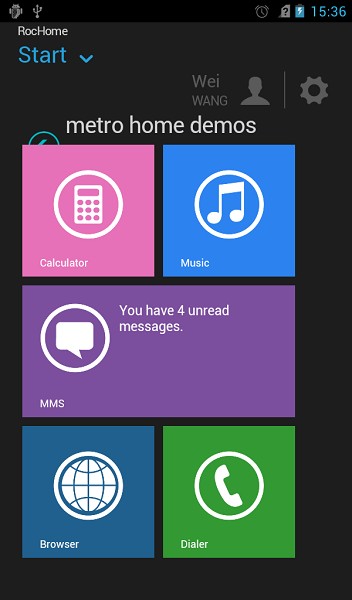 15:36
RocHome
Start
Wei
WANG
metro home demos
Calculator
Music
You have 4 unread
messages.
MMS
Browser
Dialer